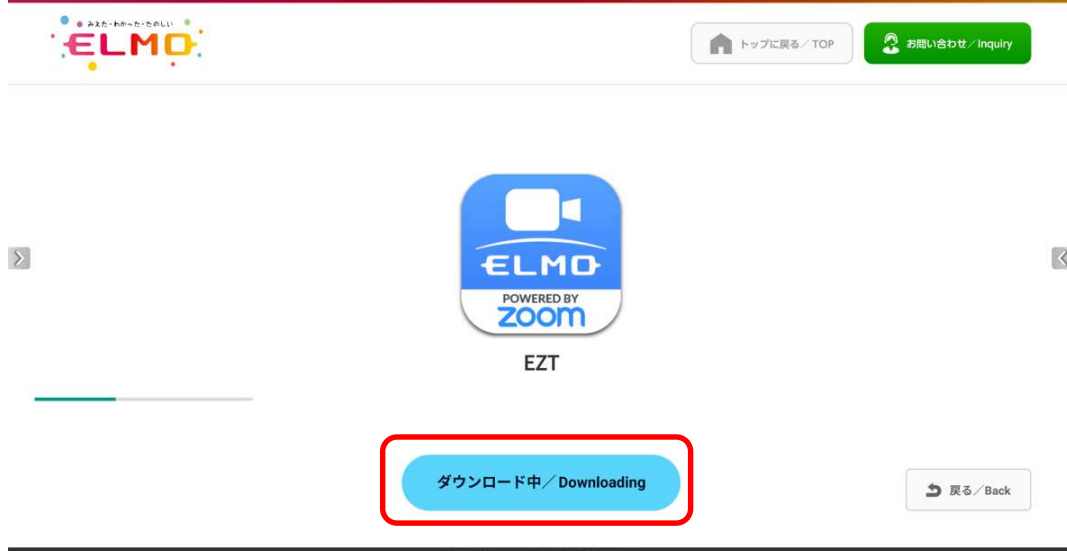 みえた・わかった・たのしい
ELMO
トップに戻る／TOP
お問い合わせ／Inquiry
ELMO
POWERED BY
zoom
EZT
ダウンロード中／Downloading
戻る／Back